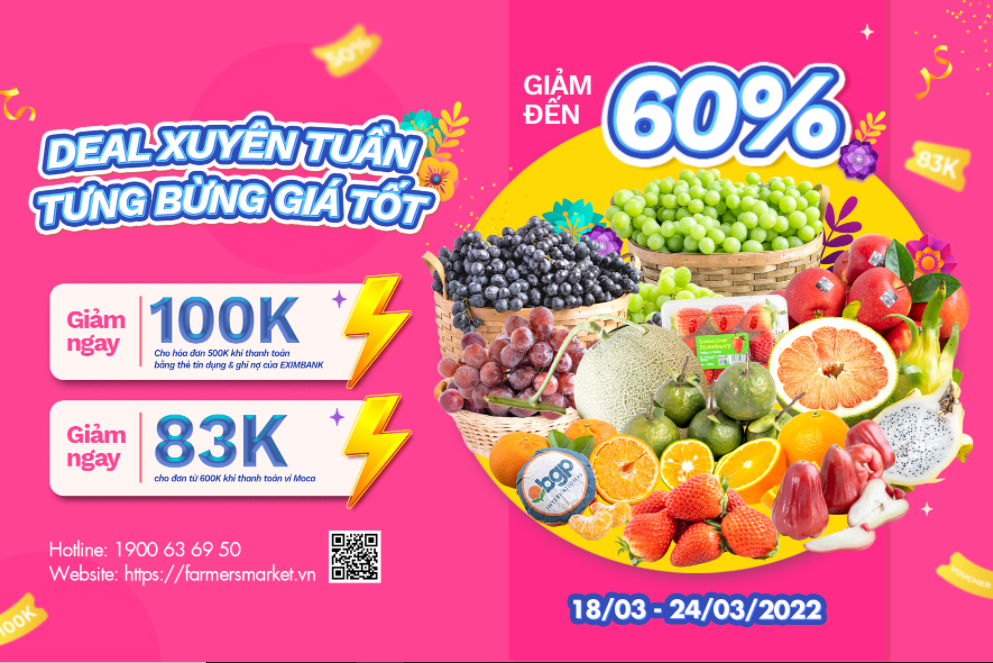 50%
DEAL XUYÊN TUẦN
TƯNG BỪNG GIÁ TỐT
Giảm
ngay
100K
Cho hóa đơn 500K khi thanh toán
bằng thẻ tín dụng & ghi nợ của EXIMBANK
Giảm
ngay
83K
cho đơn từ 600K khi thanh toán ví Moca
Hotline: 1900 63 69 50
Website: https://farmersmarket.vn
100K
GIẢM
ĐẾN
60%
83K
Strawberry
bgp
INTERNATIONAL
VOUCHER
18/03 - 24/03/2022